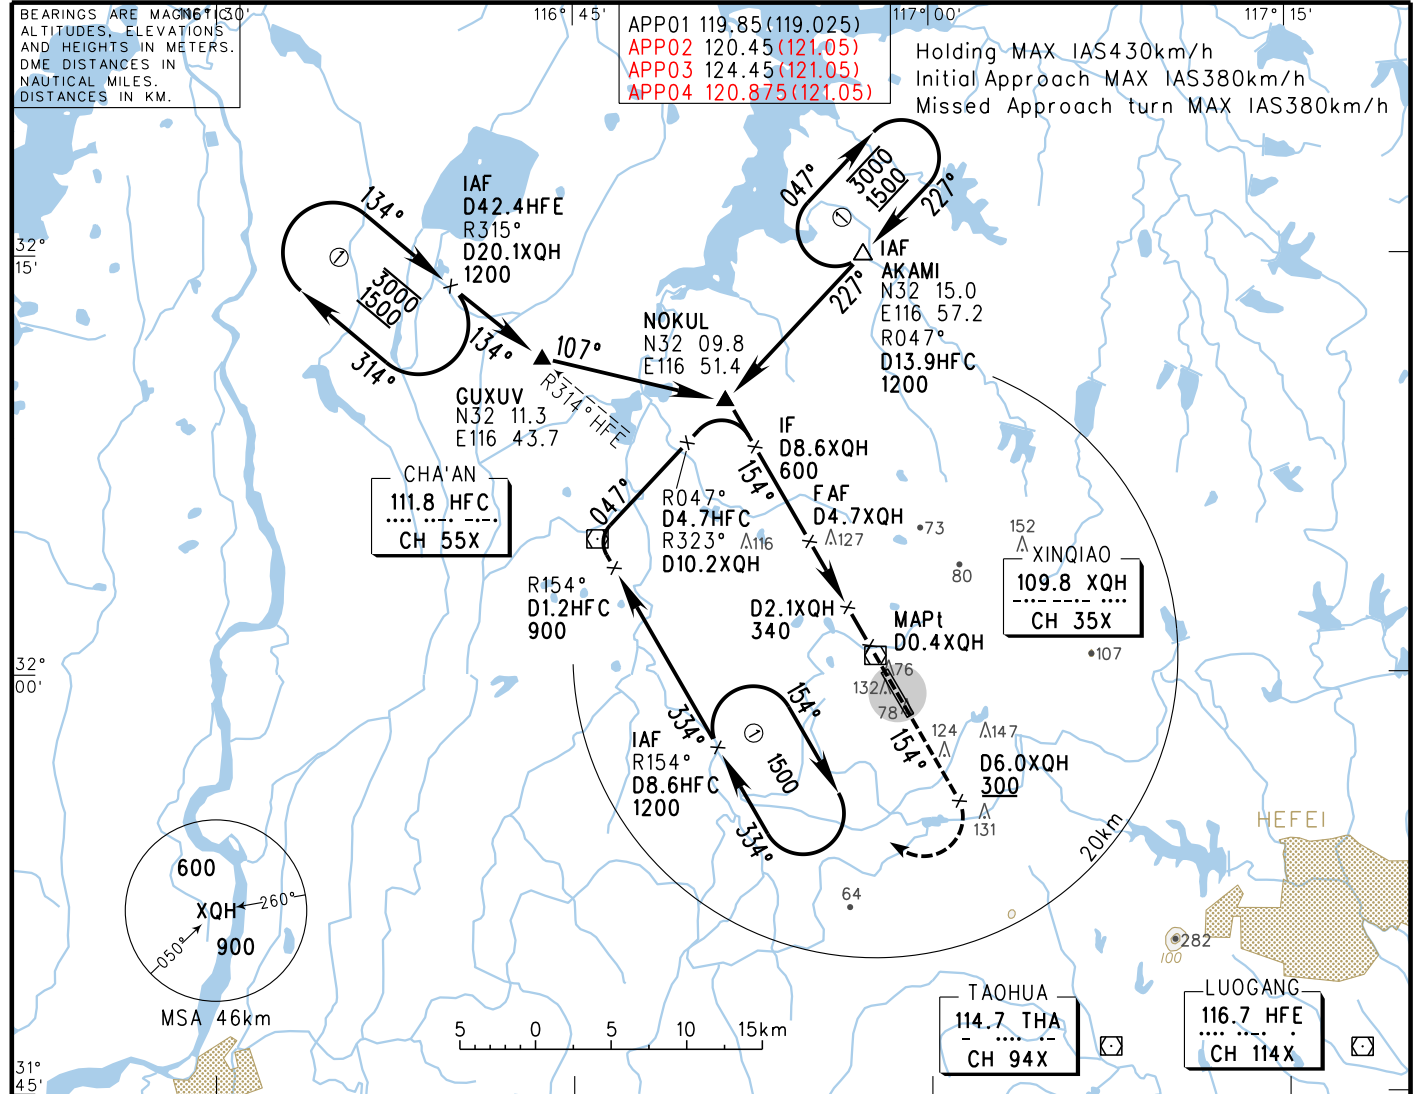 BEARINGS ARE MAGNETIC
ALTITUDES, ELEVATIONS
AND HEIGHTS IN METERS.
DME DISTANCES IN
NAUTICAL MILES.
DISTANCES IN KM.
116°30'
116°45'
117°00'
117°15'
APP01 119.85(119.025)
APP02 120.45(121.05)
APP03 124.45(121.05)
APP04 120.875(121.05)
Holding MAX IAS430km/h
Initial Approach MAX IAS380km/h
Missed Approach turn MAX IAS380km/h
32°
15'
134°
1
3000
1500
314°
IAF
D42.4HFE
R315°
D20.1XQH
1200
134°
107°
GUXUV
N32 11.3
E116 43.7
R314°HFE
NOKUL
N32 09.8
E116 51.4
047°
3000
1500
1
227°
227°
IAF
AKAMI
N32 15.0
E116 57.2
R047°
D13.9HFC
1200
CHA'AN
111.8 HFC
.... ..-. -.-.
CH 55X
047°
R047°
D4.7HFC
R323°
D10.2XQH
IF
D8.6XQH
600
154°
FAF
D4.7XQH
116
127
73
80
152
XINQIAO
109.8 XQH
-..- --.- ....
CH 35X
107
R154°
D1.2HFC
900
D2.1XQH
340
MAPt
D0.4XQH
76
132
78
32°
00'
334°
154°
1
1500
334°
IAF
R154°
D8.6HFC
1200
154°
124
147
D6.0XQH
300
131
20km
HEFEI
64
282
100
600
XQH
260°
050°
900
MSA 46km
5 0 5 10 15km
TAOHUA
114.7 THA
- .... .-
CH 94X
LUOGANG
116.7 HFE
.... ..-. .
CH 114X
31°
45'